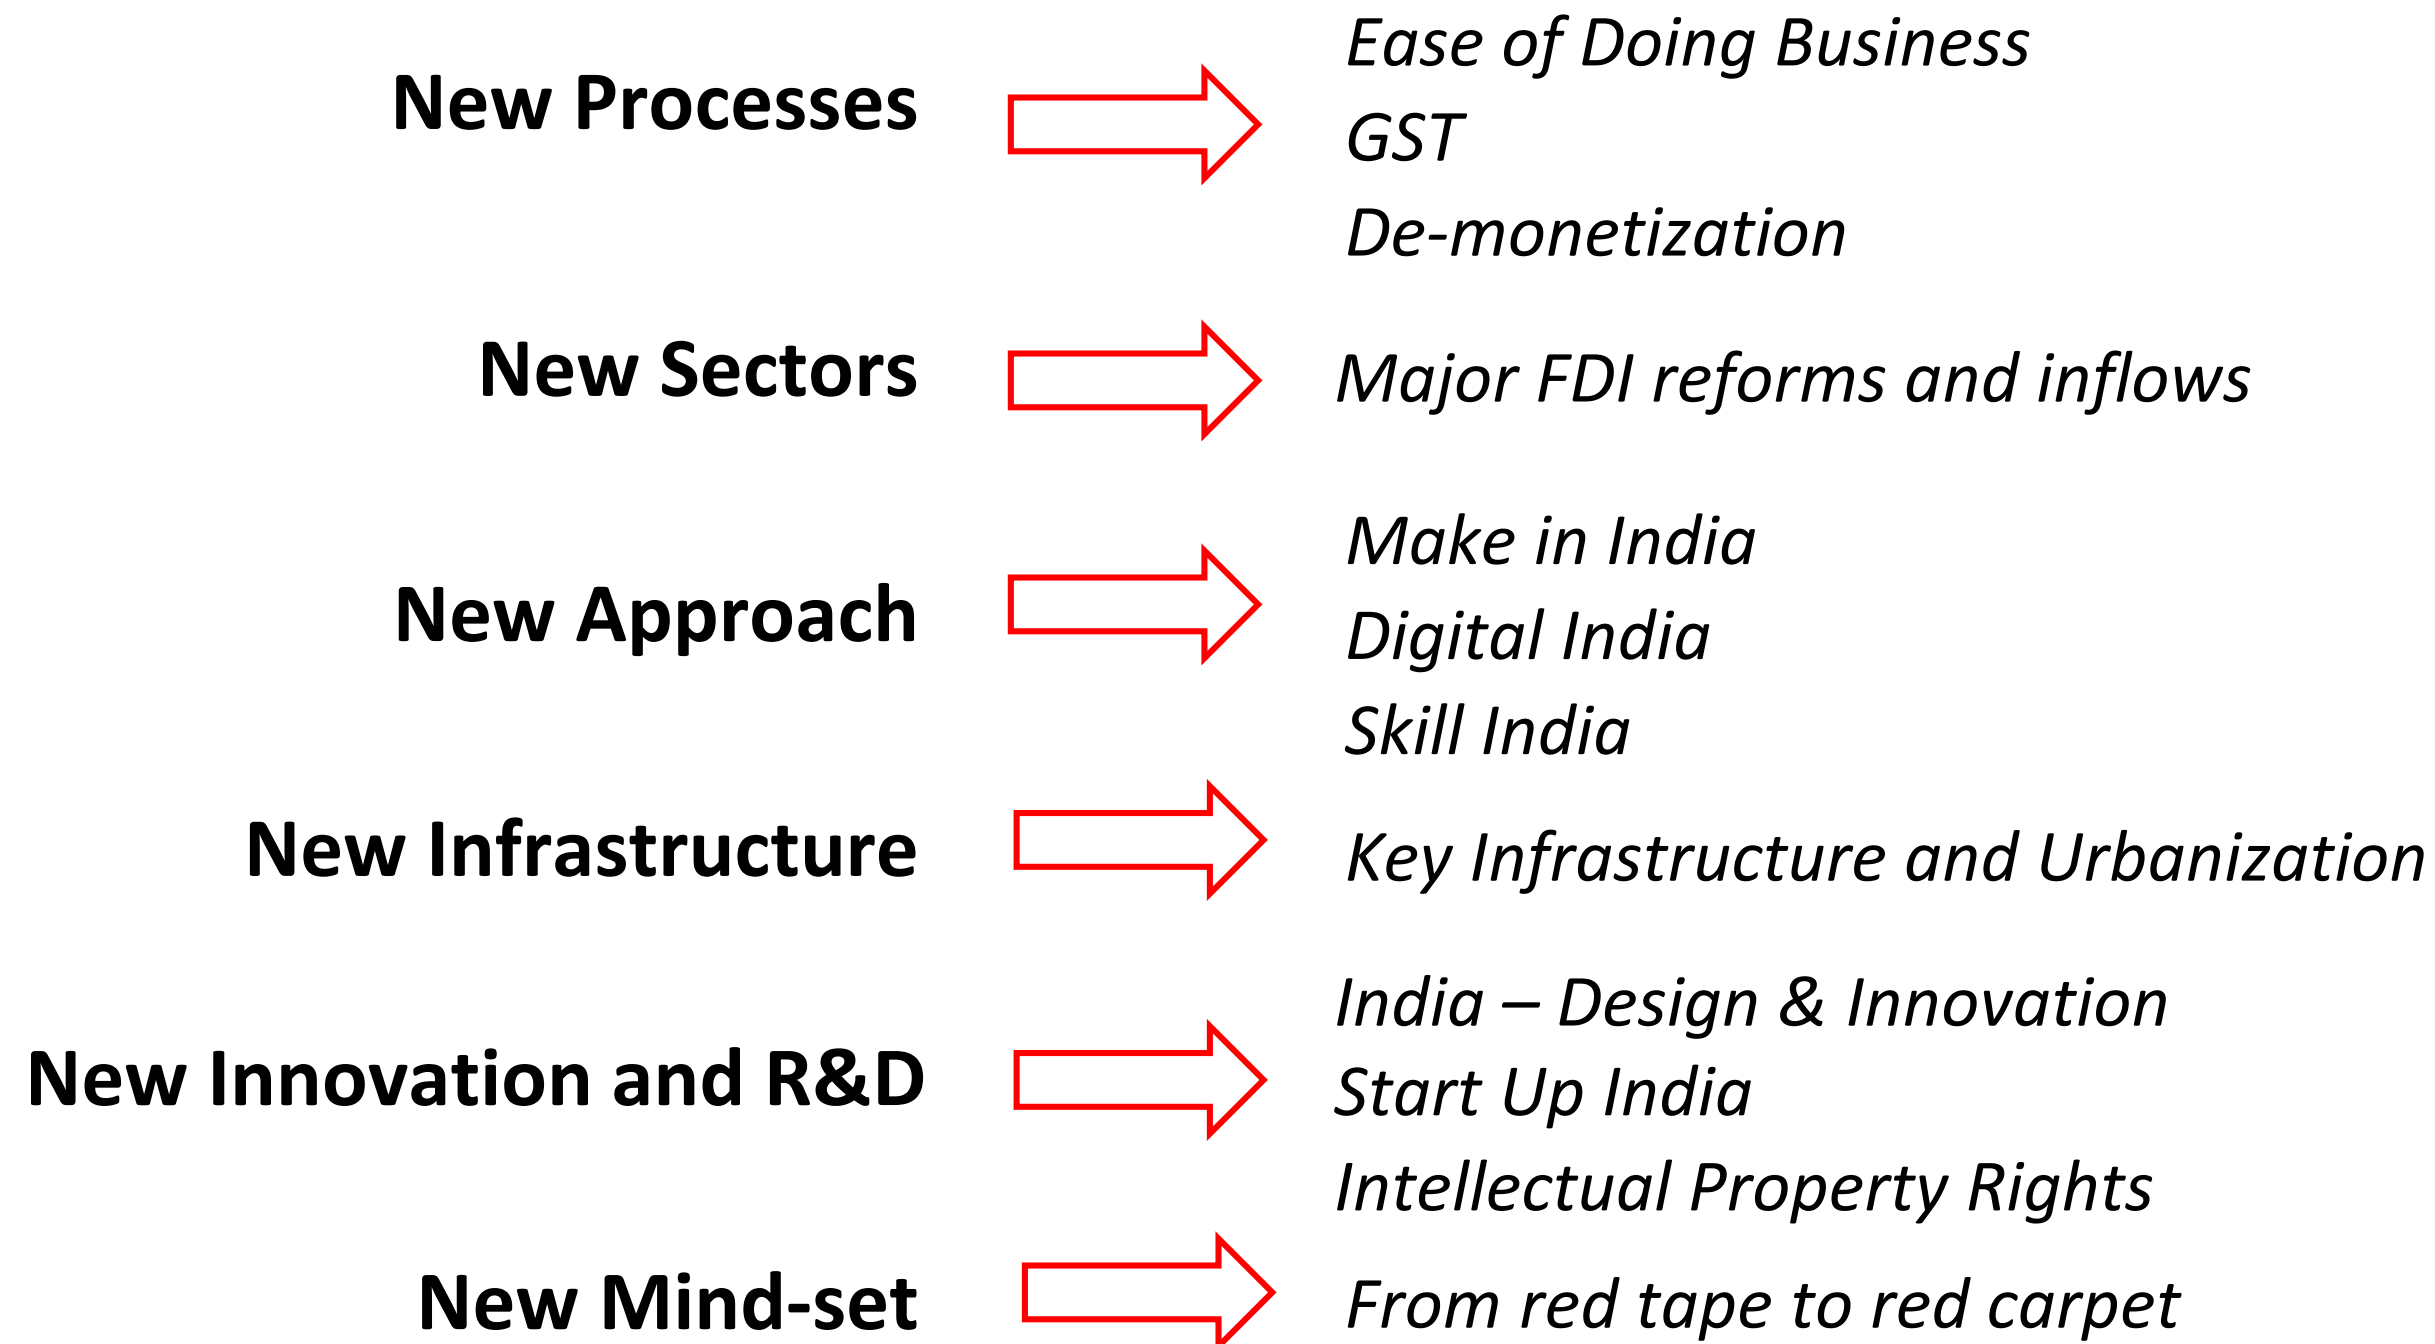 Ease of Doing Business
New Processes
GST
De-monetization
New Sectors
Major FDI reforms and inflows
Make in India
New Approach
Digital India
Skill India
New Infrastructure
Key Infrastructure and Urbanization
India – Design & Innovation
New Innovation and R&D
Start Up India
Intellectual Property Rights
New Mind-set
From red tape to red carpet